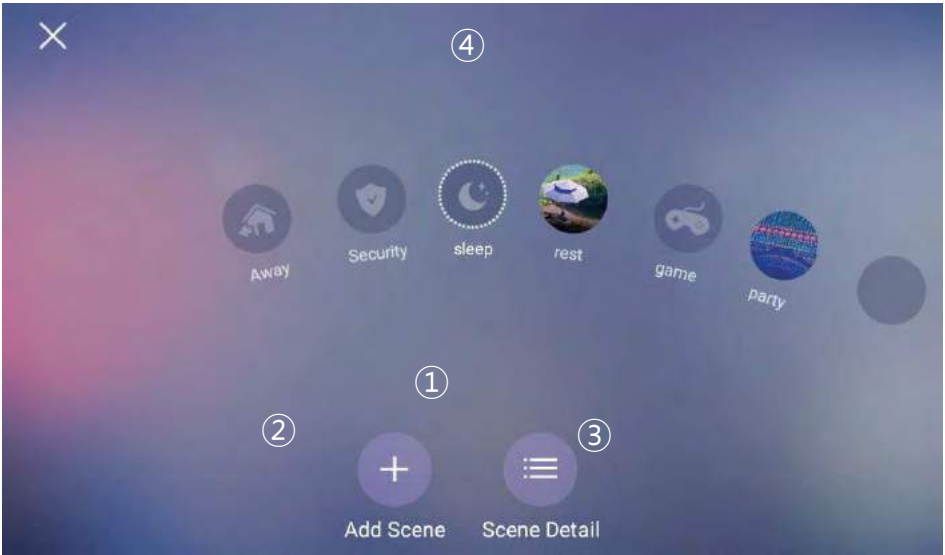 ④
Away
Security
sleep
rest
game
party
①
②
③
Add Scene
Scene Detail